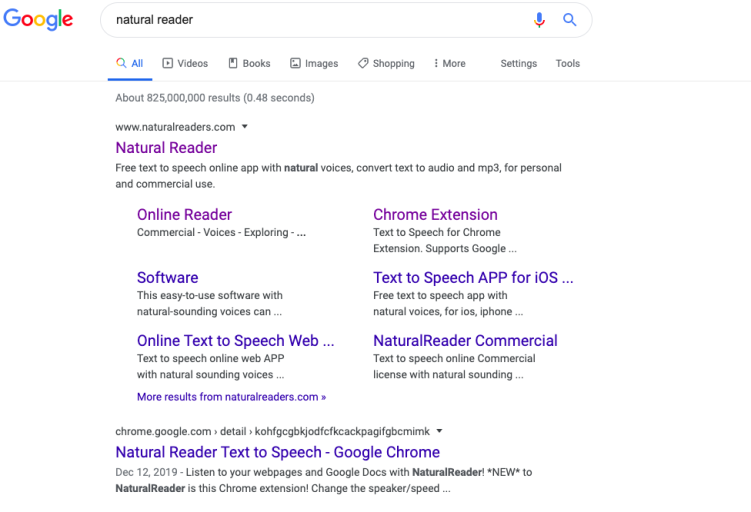 Google
natural reader
All Videos Books Images Shopping More Settings Tools
About 825,000,000 results (0.48 seconds)
www.naturalreaders.com
Natural Reader
Free text to speech online app with natural voices, convert text to audio and mp3, for personal
and commercial use.
Online Reader
Commercial - Voices - Exploring - ...
Chrome Extension
Text to Speech for Chrome
Extension. Supports Google ...
Software
This easy-to-use software with
natural-sounding voices can ...
Text to Speech APP for iOS ...
Free text to speech app with
natural voices, for ios, iphone ...
Online Text to Speech Web ...
Text to speech online web APP
with natural sounding voices ...
NaturalReader Commercial
Text to speech online Commercial
license with natural sounding ...
More results from naturalreaders.com »
chrome.google.com › detail › kohfgcgbkjodfcfkcackpagifgbcmimk
Natural Reader Text to Speech - Google Chrome
Dec 12, 2019 - Listen to your webpages and Google Docs with NaturalReader! *NEW* to
NaturalReader is this Chrome extension! Change the speaker/speed ...